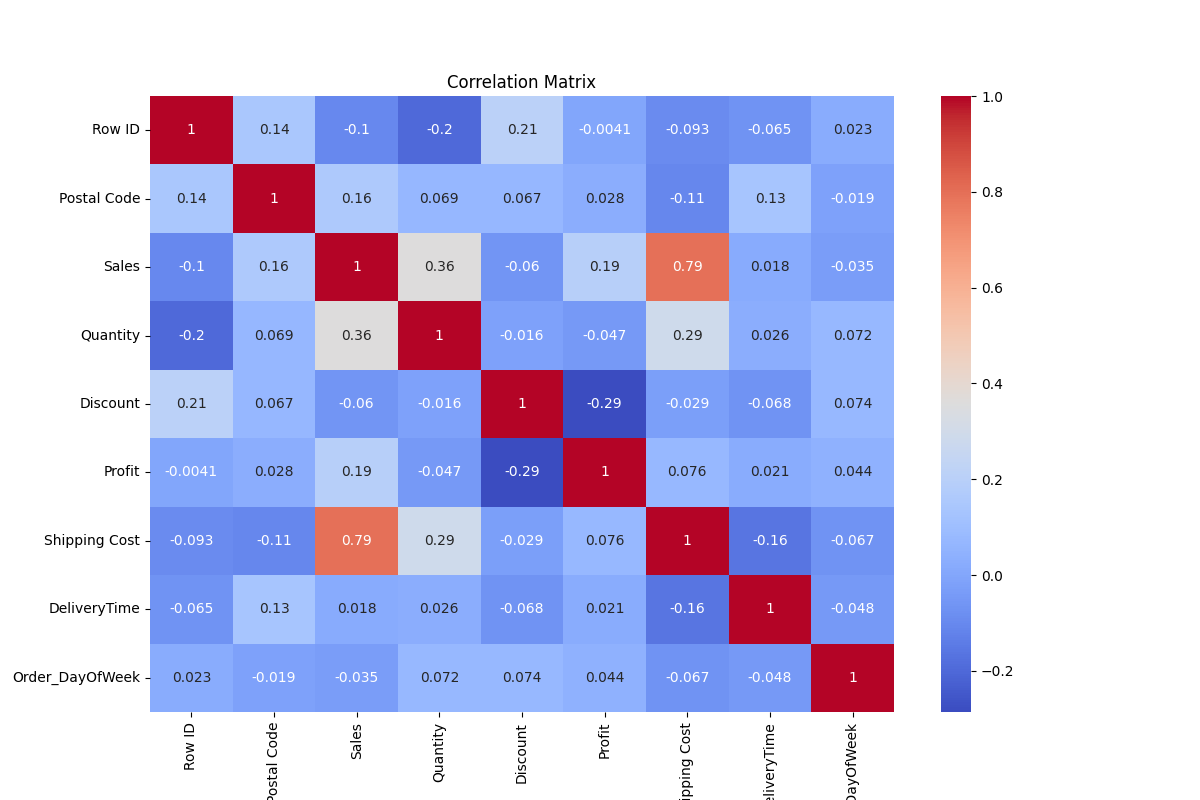 Correlation Matrix
Row ID 1 0.14 -0.1 -0.2 0.21 -0.0041 -0.093 -0.065 0.023
Postal Code 0.14 1 0.16 0.069 0.067 0.028 -0.11 0.13 -0.019
Sales -0.1 0.16 1 0.36 -0.06 0.19 0.79 0.018 -0.035
Quantity -0.2 0.069 0.36 1 -0.016 -0.047 0.29 0.026 0.072
Discount 0.21 0.067 -0.06 -0.016 1 -0.29 -0.029 -0.068 0.074
Profit -0.0041 0.028 0.19 -0.047 -0.29 1 0.076 0.021 0.044
Shipping Cost -0.093 -0.11 0.79 0.29 -0.029 0.076 1 -0.16 -0.067
DeliveryTime -0.065 0.13 0.018 0.026 -0.068 0.021 -0.16 1 -0.048
Order_DayOfWeek 0.023 -0.019 -0.035 0.072 0.074 0.044 -0.067 -0.048 1
Row ID
Postal Code
Sales
Quantity
Discount
Profit
ipping Cost
eliveryTime
DayOfWeek
1.0
0.8
0.6
0.4
0.2
0.0
−0.2